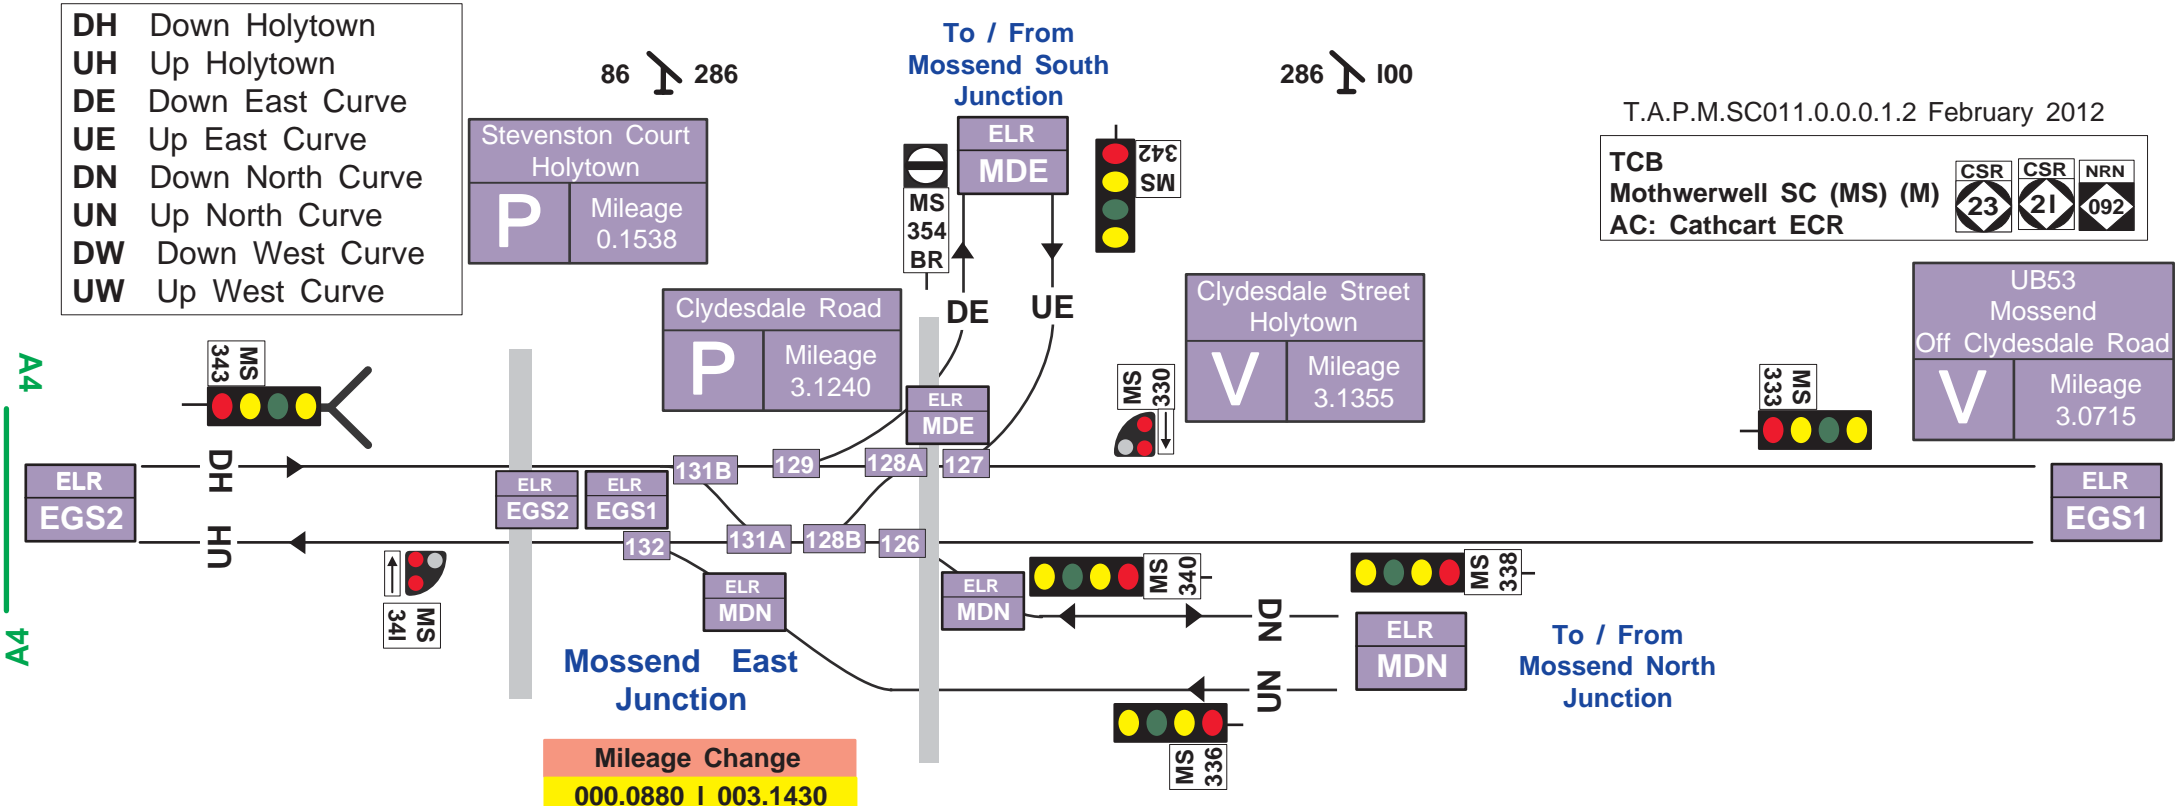 DH Down Holytown
UH Up Holytown
DE Down East Curve
UE Up East Curve
DN Down North Curve
UN Up North Curve
DW Down West Curve
UW Up West Curve
86 286
To / From
Mossend South
Junction
286 I00
T.A.P.M.SC011.0.0.0.1.2 February 2012
TCB
Mothwerwell SC (MS) (M)
AC: Cathcart ECR
CSR
23
CSR
2I
NRN
092
Stevenston Court
Holytown
P
Mileage
0.1538
MS
354
BR
ELR
MDE
MS
342
DE
UE
Clydesdale Road
P
Mileage
3.1240
Clydesdale Street
Holytown
V
Mileage
3.1355
UB53
Mossend
Off Clydesdale Road
V
Mileage
3.0715
A4
A4
MS
343
MS
330
MS
333
ELR
MDE
DH
131B
129
128A
127
ELR
EGS2
ELR
EGS2
ELR
EGS1
ELR
EGS1
UH
132
131A
128B
126
MS
34I
ELR
MDN
ELR
MDN
MS
340
MS
338
DN
UN
ELR
MDN
To / From
Mossend North
Junction
Mossend East
Junction
MS
336
Mileage Change
000.0880 I 003.1430